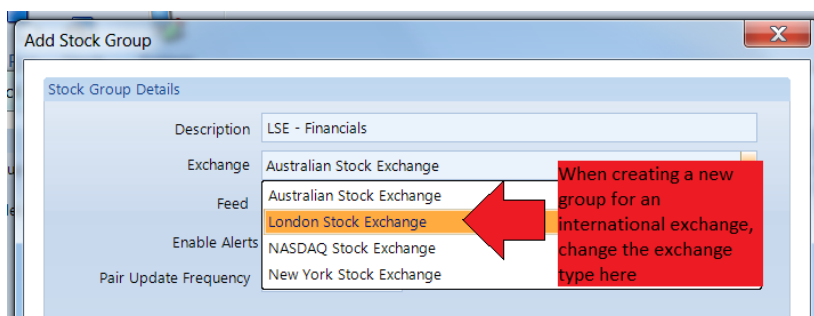 Add Stock Group
Stock Group Details
Description LSE - Financials
Exchange Australian Stock Exchange
Feed
Australian Stock Exchange
London Stock Exchange
Enable Alerts
NASDAQ Stock Exchange
Pair Update Frequency
New York Stock Exchange
When creating a new
group for an
international exchange,
change the exchange
type here